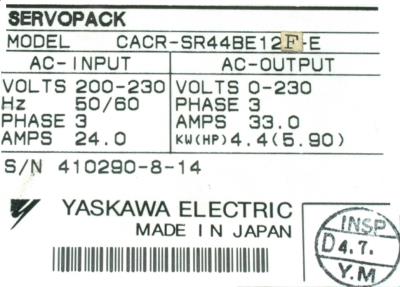 SERVOPACK
MODEL CACR-SR44BE12F-E
AC-INPUT AC-OUTPUT
VOLTS 200-230 VOLTS 0-230
Hz 50/60 PHASE 3
PHASE 3 AMPS 33.0
AMPS 24.0 KW(HP) 4.4(5.90)
S/N 410290-8-14
YASKAWA ELECTRIC
MADE IN JAPAN
INSP
D 4.7.
Y.M